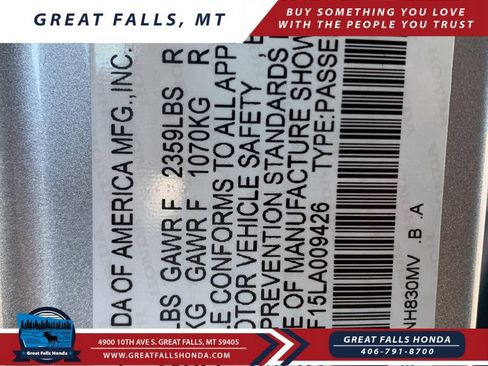 GREAT FALLS, MT
BUY SOMETHING YOU LOVE
WITH THE PEOPLE YOU TRUST
DA OF AMERICA MFG., INC.
LBS GAWR F 2359LBS R
KG GAWR F 1070KG R
LE CONFORMS TO ALL APP
OTOR VEHICLE SAFETY,
PREVENTION STANDARDS,
E OF MANUFACTURE SHOW
F15LA009426 TYPE:PASSE
NH830MV .B .A
Great Falls Honda
4900 10TH AVE S. GREAT FALLS, MT 59405
WWW.GREATFALLSHONDA.COM
GREAT FALLS HONDA
406-791-8700